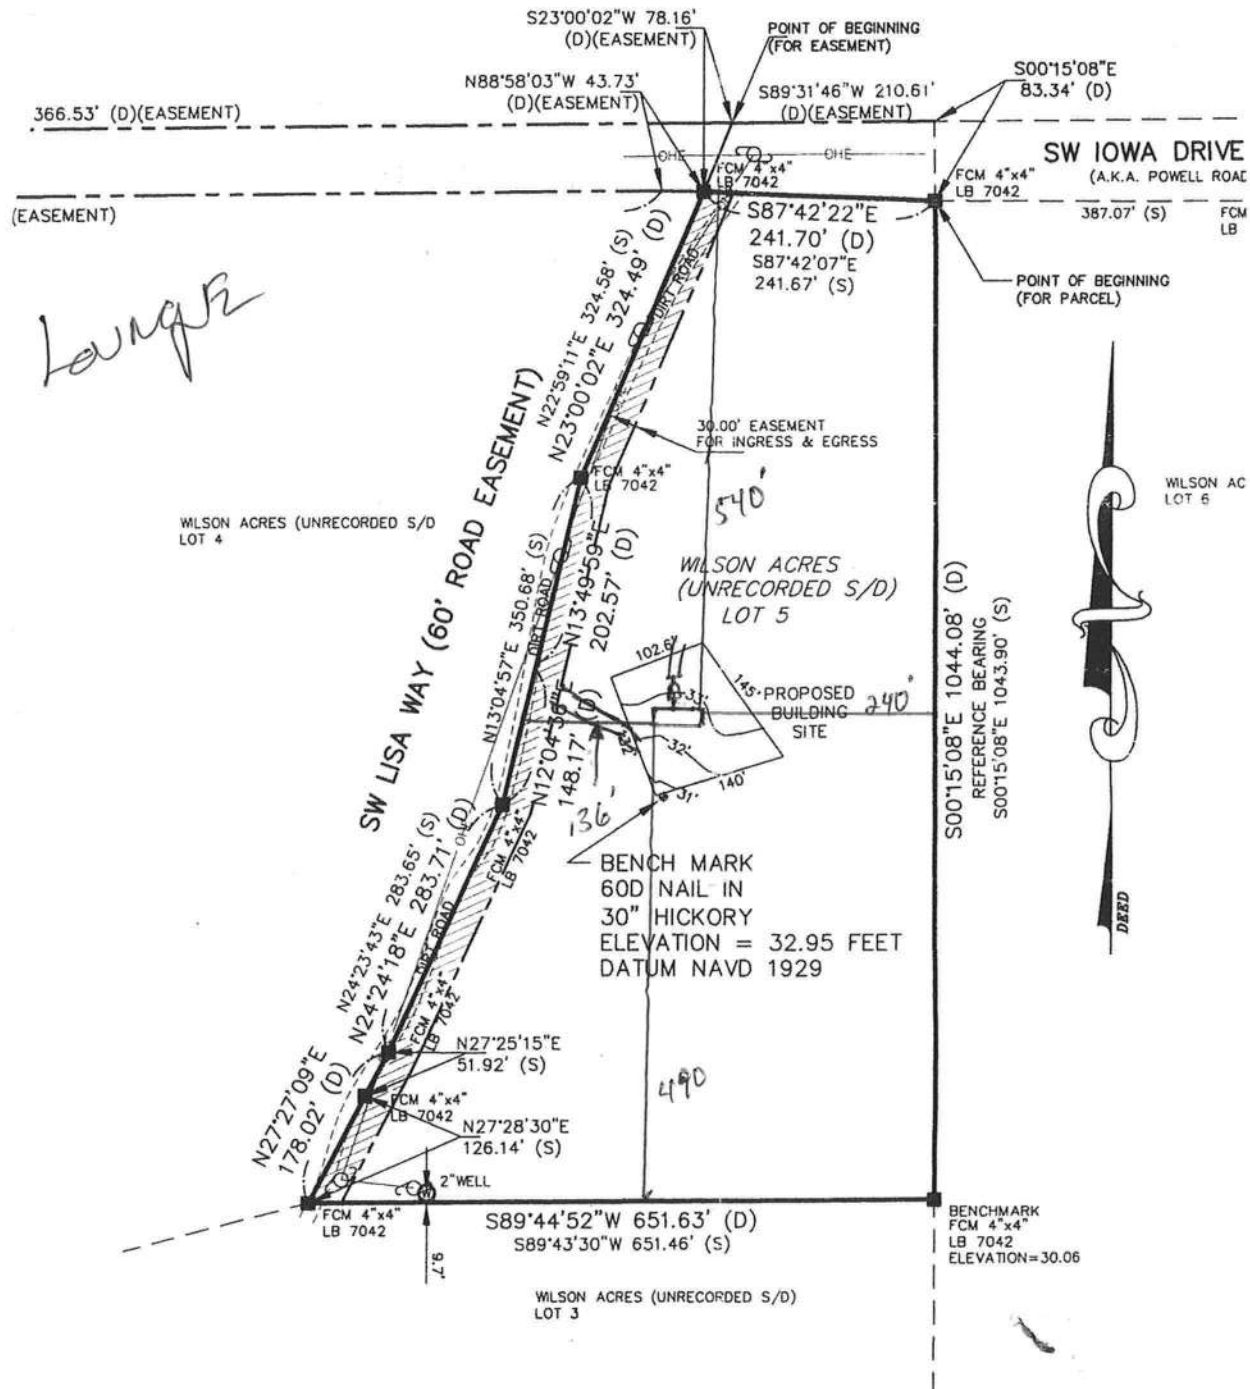 S23°00'02"W 78.16'
(D)(EASEMENT)
POINT OF BEGINNING
(FOR EASEMENT)
N88°58'03"W 43.73'
(D)(EASEMENT)
S89°31'46"W 210.61'
(D)(EASEMENT)
S00°15'08"E
83.34' (D)
366.53' (D)(EASEMENT)
OHE
OHE
SW IOWA DRIVE
(A.K.A. POWELL ROAD
FCM 4"x4"
LB 7042
FCM 4"x4"
LB 7042
387.07' (S)
FCM
LB
(EASEMENT)
S87°42'22"E
241.70' (D)
S87°42'07"E
241.67' (S)
POINT OF BEGINNING
(FOR PARCEL)
N22°59'11"E 324.58' (S)
N23°00'02"E 324.49' (D)
DIRT ROAD
30.00' EASEMENT
FOR INGRESS & EGRESS
FCM 4"x4"
LB 7042
540'
WILSON ACRES (UNRECORDED S/D
LOT 4
SW LISA WAY (60' ROAD EASEMENT)
WILSON AC
LOT 6
N13°04'57"E 350.68' (S)
DIRT ROAD
N13°49'59"E
202.57' (D)
WILSON ACRES
(UNRECORDED S/D)
LOT 5
S00°15'08"E 1044.08' (D)
REFERENCE BEARING
S00°15'08"E 1043.90' (S)
102.6'
145'
33'
PROPOSED
BUILDING
SITE
240'
32'
32'
140'
31'
N12°04'36"E
148.17' (D)
136'
FCM 4"x4"
LB 7042
BENCH MARK
60D NAIL IN
30" HICKORY
ELEVATION = 32.95 FEET
DATUM NAVD 1929
DEED
N24°23'43"E 283.65' (S)
N24°24'18"E 283.71' (D)
DIRT ROAD
FCM 4"x4"
LB 7042
N27°25'15"E
51.92' (S)
490
N27°27'09"E
178.02' (D)
FCM 4"x4"
LB 7042
N27°28'30"E
126.14' (S)
2"WELL
W
FCM 4"x4"
LB 7042
S89°44'52"W 651.63' (D)
S89°43'30"W 651.46' (S)
9.7'
BENCHMARK
FCM 4"x4"
LB 7042
ELEVATION=30.06
WILSON ACRES (UNRECORDED S/D)
LOT 3